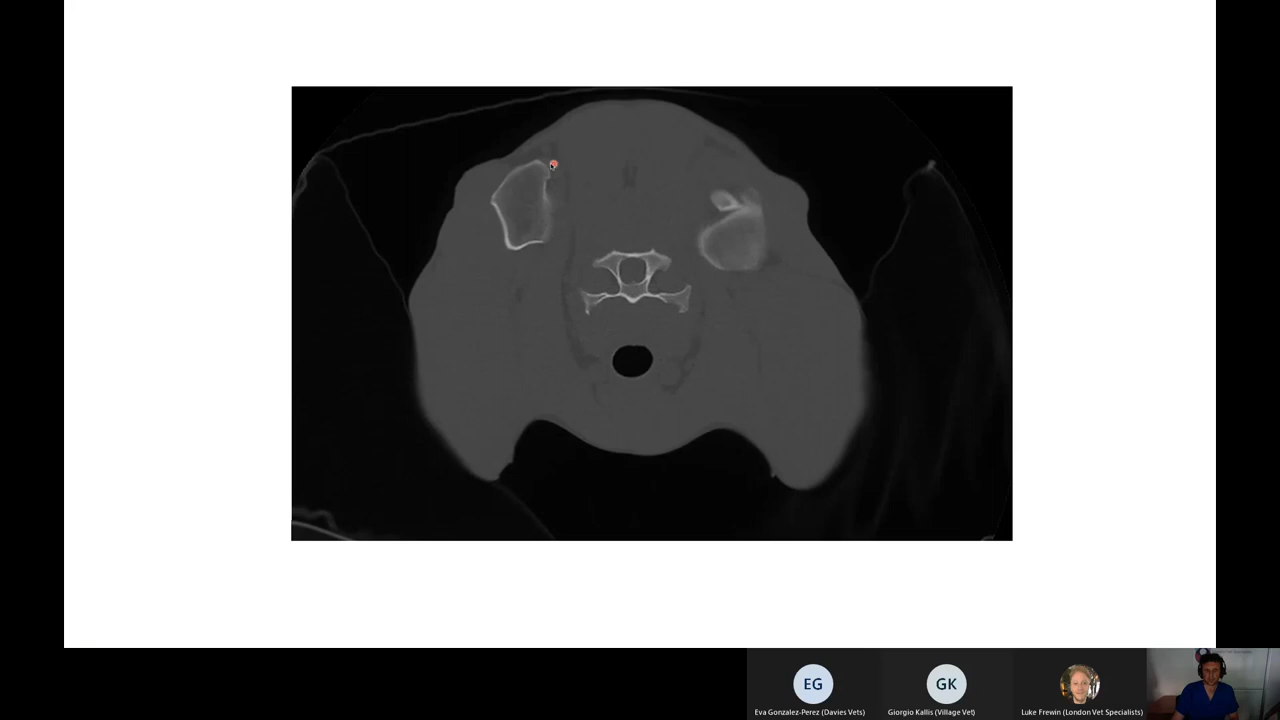 EG
GK
Eva Gonzalez-Perez (Davies Vets)
Giorgio Kallis (Village Vet)
Luke Frewin (London Vet Specialists)